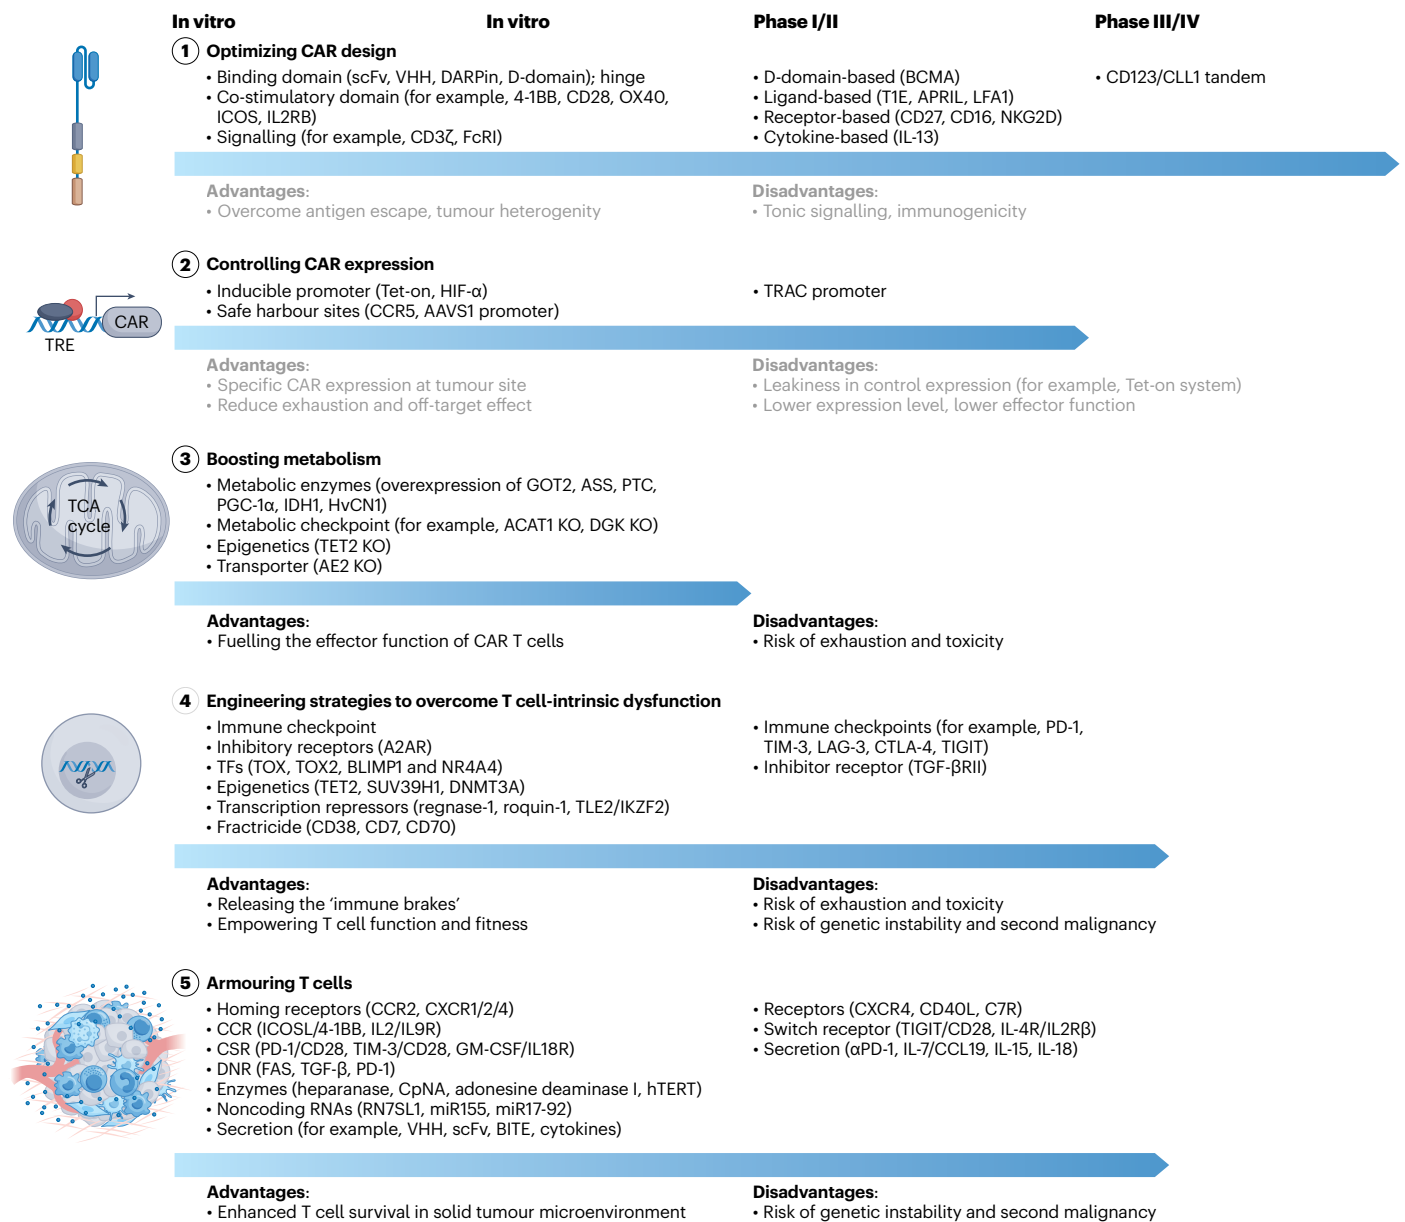 In vitro In vitro Phase I/II Phase III/IV
1 Optimizing CAR design
• Binding domain (scFv, VHH, DARPin, D-domain); hinge
• Co-stimulatory domain (for example, 4-1BB, CD28, OX40,
ICOS, IL2RB)
• Signalling (for example, CD3ζ, FcRI)
• D-domain-based (BCMA)
• Ligand-based (T1E, APRIL, LFA1)
• Receptor-based (CD27, CD16, NKG2D)
• Cytokine-based (IL-13)
• CD123/CLL1 tandem
Advantages:
• Overcome antigen escape, tumour heterogenity
Disadvantages:
• Tonic signalling, immunogenicity
2 Controlling CAR expression
CAR
TRE
• Inducible promoter (Tet-on, HIF-α)
• Safe harbour sites (CCR5, AAVS1 promoter)
• TRAC promoter
Advantages:
• Specific CAR expression at tumour site
• Reduce exhaustion and off-target effect
Disadvantages:
• Leakiness in control expression (for example, Tet-on system)
• Lower expression level, lower effector function
3 Boosting metabolism
TCA
cycle
• Metabolic enzymes (overexpression of GOT2, ASS, PTC,
PGC-1α, IDH1, HvCN1)
• Metabolic checkpoint (for example, ACAT1 KO, DGK KO)
• Epigenetics (TET2 KO)
• Transporter (AE2 KO)
Advantages:
• Fuelling the effector function of CAR T cells
Disadvantages:
• Risk of exhaustion and toxicity
4 Engineering strategies to overcome T cell-intrinsic dysfunction
• Immune checkpoint
• Inhibitory receptors (A2AR)
• TFs (TOX, TOX2, BLIMP1 and NR4A4)
• Epigenetics (TET2, SUV39H1, DNMT3A)
• Transcription repressors (regnase-1, roquin-1, TLE2/IKZF2)
• Fractricide (CD38, CD7, CD70)
• Immune checkpoints (for example, PD-1,
TIM-3, LAG-3, CTLA-4, TIGIT)
• Inhibitor receptor (TGF-βRII)
Advantages:
• Releasing the ‘immune brakes’
• Empowering T cell function and fitness
Disadvantages:
• Risk of exhaustion and toxicity
• Risk of genetic instability and second malignancy
5 Armouring T cells
• Homing receptors (CCR2, CXCR1/2/4)
• CCR (ICOSL/4-1BB, IL2/IL9R)
• CSR (PD-1/CD28, TIM-3/CD28, GM-CSF/IL18R)
• DNR (FAS, TGF-β, PD-1)
• Enzymes (heparanase, CpNA, adonesine deaminase I, hTERT)
• Noncoding RNAs (RN7SL1, miR155, miR17-92)
• Secretion (for example, VHH, scFv, BITE, cytokines)
• Receptors (CXCR4, CD40L, C7R)
• Switch receptor (TIGIT/CD28, IL-4R/IL2Rβ)
• Secretion (αPD-1, IL-7/CCL19, IL-15, IL-18)
Advantages:
• Enhanced T cell survival in solid tumour microenvironment
Disadvantages:
• Risk of genetic instability and second malignancy